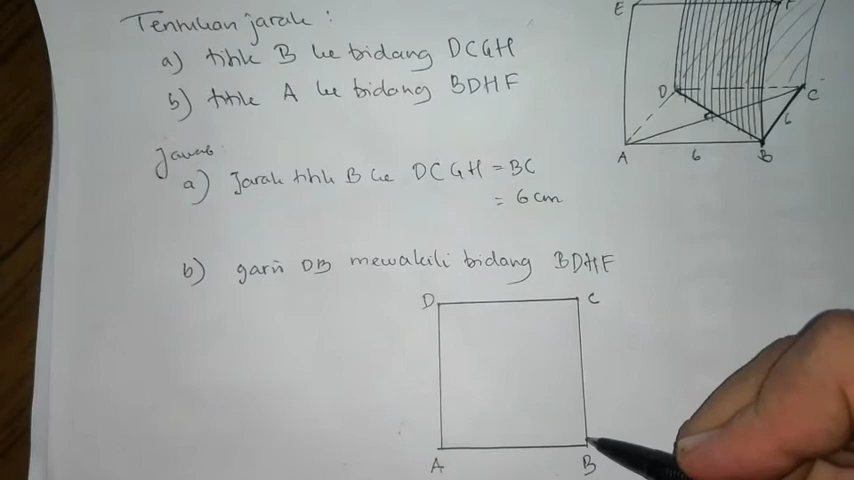 Tentukan jarak :
a) titik B ke bidang DCGH
b) titik A ke bidang BDHF
Jawab:
a) Jarak titik B ke DCGH = BC
= 6 cm
b) garis DB mewakili bidang BDHF
D C
A B
E F
D C
6
A 6 B